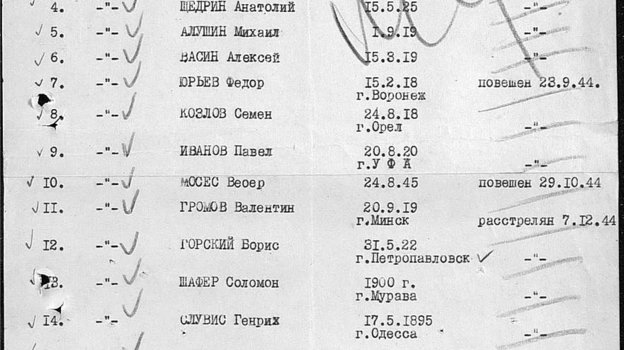 4. -"- ЩЕДРИН Анатолий 15.5.25 -"-
5. -"- АЛУШИН Михаил 1.9.19 -"-
6. -"- ВАСИН Алексей 15.3.19 -"-
7. -"- ЮРЬЕВ Федор 15.2.18 повешен 23.9.44.
г.Воронеж
8. -"- КОЗЛОВ Семен 24.8.18 -"-
г.Орел
9. -"- ИВАНОВ Павел 20.8.20 -"-
г.У Ф А
10. -"- МОСЕС Веоер 24.8.45 повешен 29.10.44
11. -"- ГРОМОВ Валентин 20.9.19
г.Минск расстрелян 7.12.44
12. -"- ГОРСКИЙ Борис 31.5.22
г.Петропавловск -"-
13. -"- ШАФЕР Соломон 1900 г.
г.Мурава -"-
14. -"- СЛУВИС Генрих 17.5.1895 -"-
г.Одесса